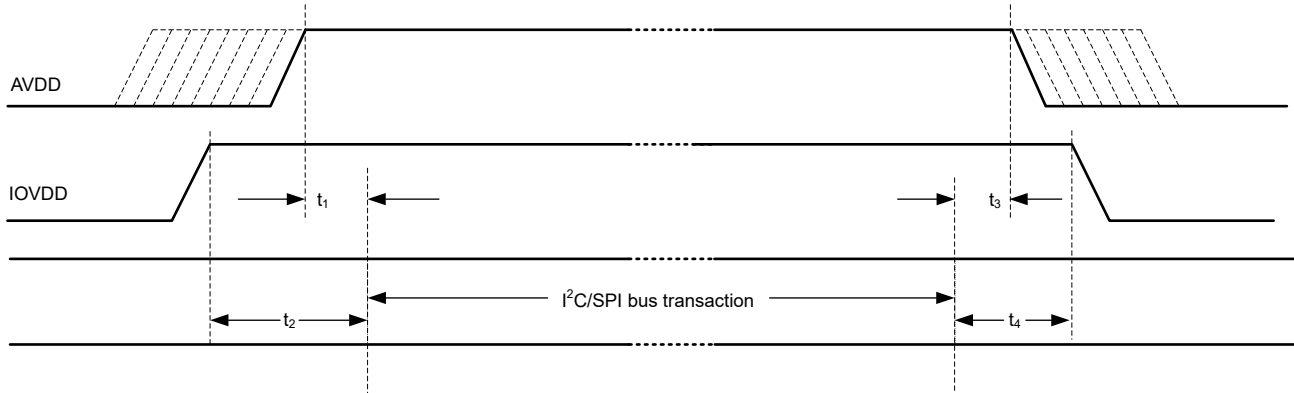 AVDD
IOVDD
t₁
t₃
I²C/SPI bus transaction
t₂
t₄